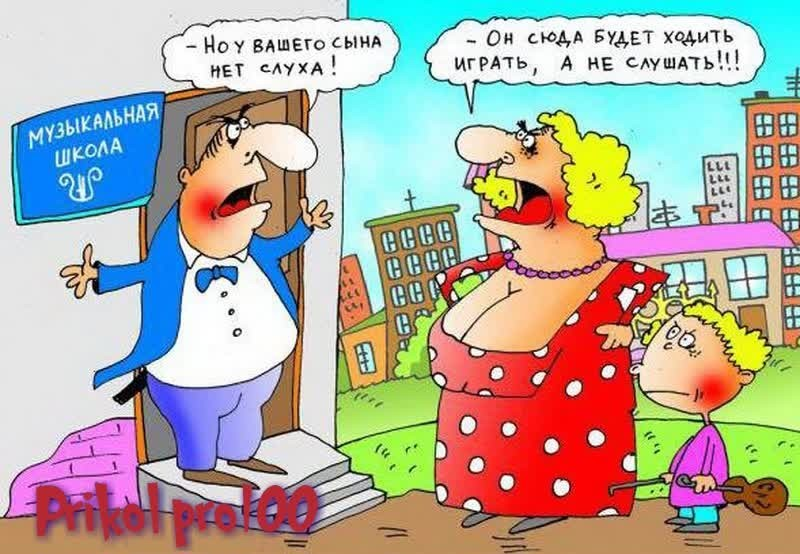 - Но у вашего сына
нет слуха!
- Он сюда будет ходить
играть, а не слушать!!!
МУЗЫКАЛЬНАЯ
ШКОЛА
Prikol pro100